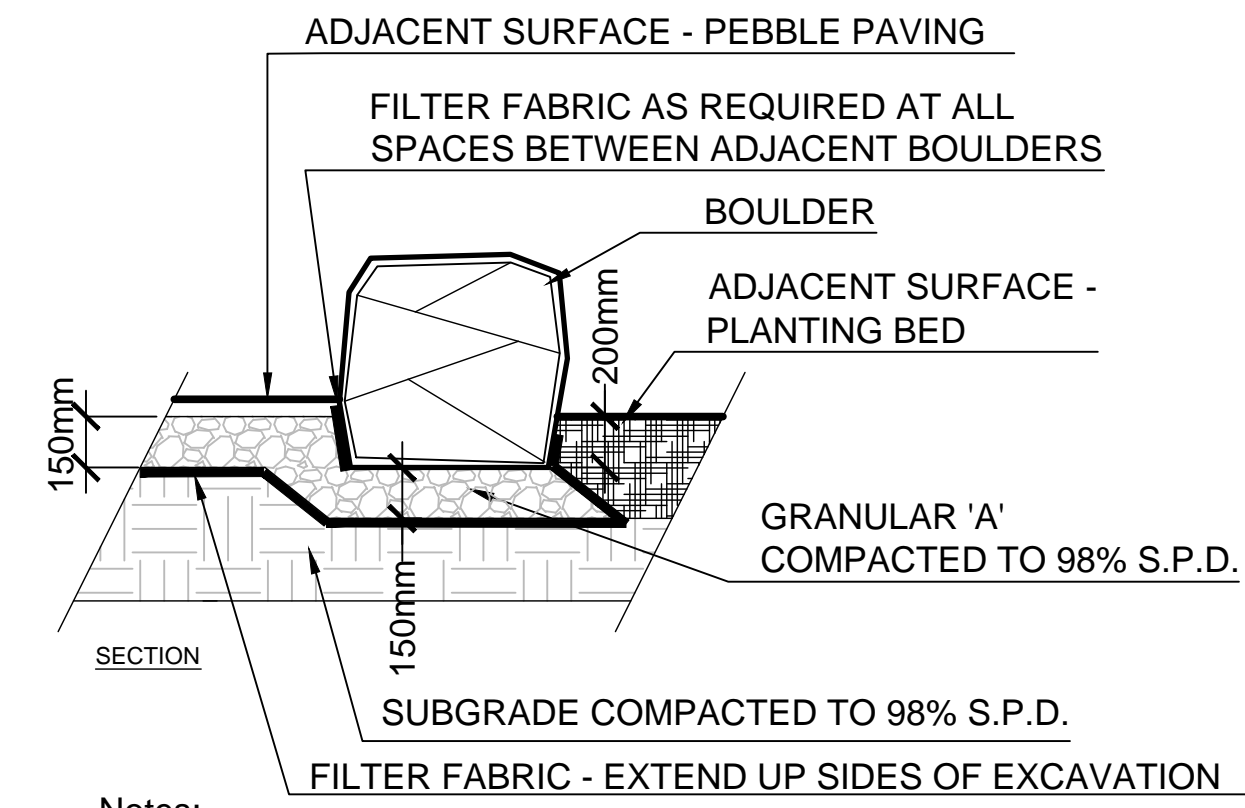 ADJACENT SURFACE - PEBBLE PAVING
FILTER FABRIC AS REQUIRED AT ALL
SPACES BETWEEN ADJACENT BOULDERS
BOULDER
ADJACENT SURFACE -
PLANTING BED
200mm
150mm
GRANULAR 'A'
COMPACTED TO 98% S.P.D.
150mm
SECTION
SUBGRADE COMPACTED TO 98% S.P.D.
FILTER FABRIC - EXTEND UP SIDES OF EXCAVATION
Notes: